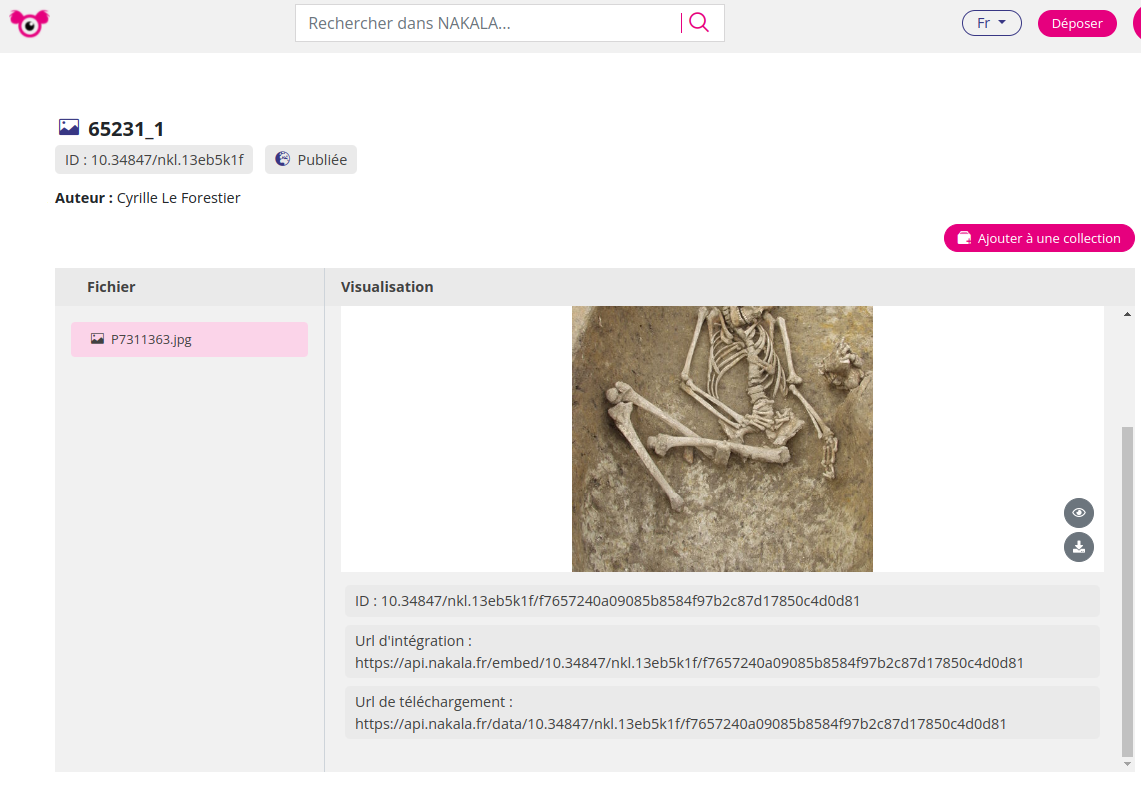 Rechercher dans NAKALA...
Fr
Déposer
65231_1
ID : 10.34847/nkl.13eb5k1f
Publiée
Auteur : Cyrille Le Forestier
Ajouter à une collection
Fichier
Visualisation
P7311363.jpg
ID : 10.34847/nkl.13eb5k1f/f7657240a09085b8584f97b2c87d17850c4d0d81
Url d'intégration :
https://api.nakala.fr/embed/10.34847/nkl.13eb5k1f/f7657240a09085b8584f97b2c87d17850c4d0d81
Url de téléchargement :
https://api.nakala.fr/data/10.34847/nkl.13eb5k1f/f7657240a09085b8584f97b2c87d17850c4d0d81